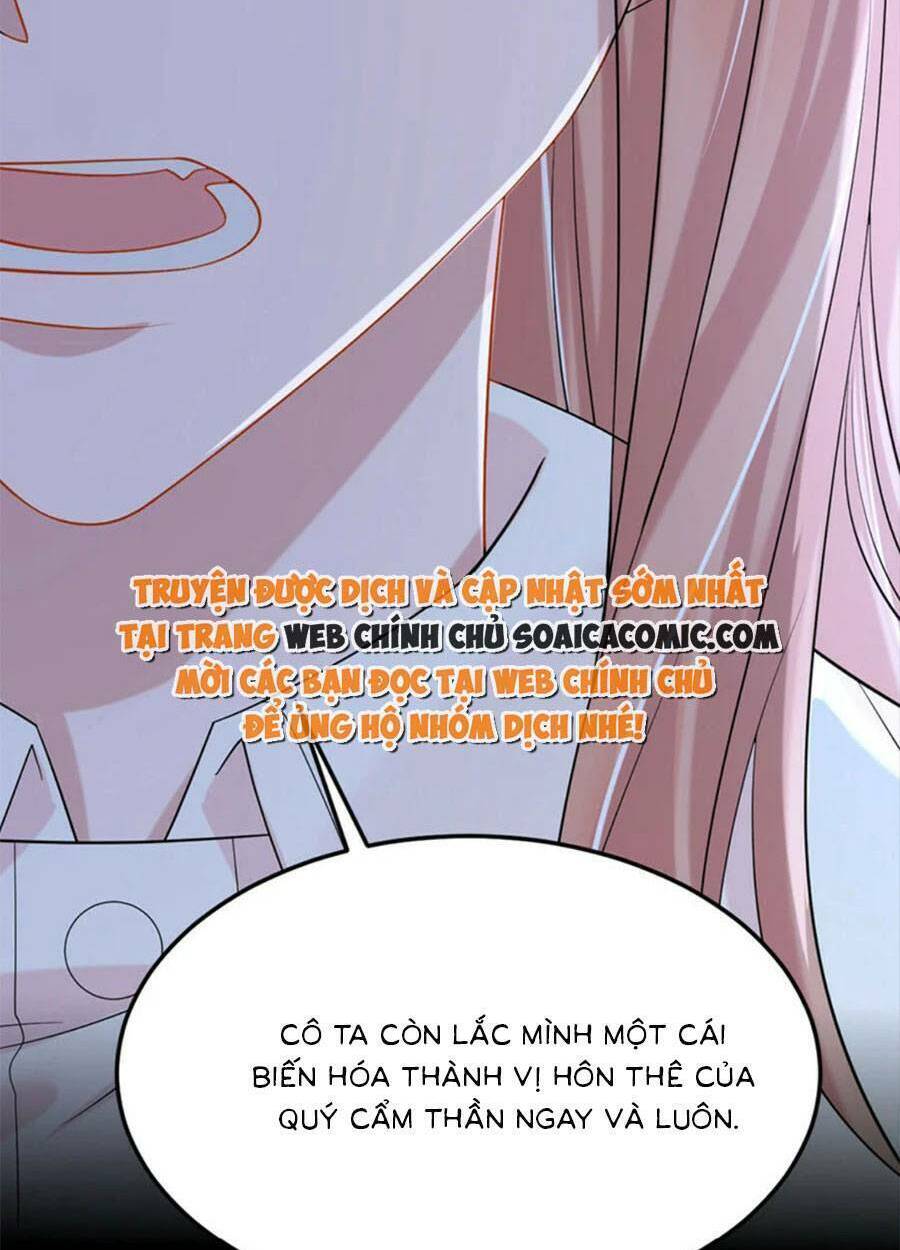 TRUYỆN ĐƯỢC DỊCH VÀ CẬP NHẬT SỚM NHẤT
TẠI TRANG WEB CHÍNH CHỦ SOAICACOMIC.COM
MỜI CÁC BẠN ĐỌC TẠI WEB CHÍNH CHỦ
ĐỂ ỦNG HỘ NHÓM DỊCH NHÉ!
CÔ TA CÒN LẮC MÌNH MỘT CÁI
BIẾN HÓA THÀNH VỊ HÔN THÊ CỦA
QUÝ CẨM THẦN NGAY VÀ LUÔN.